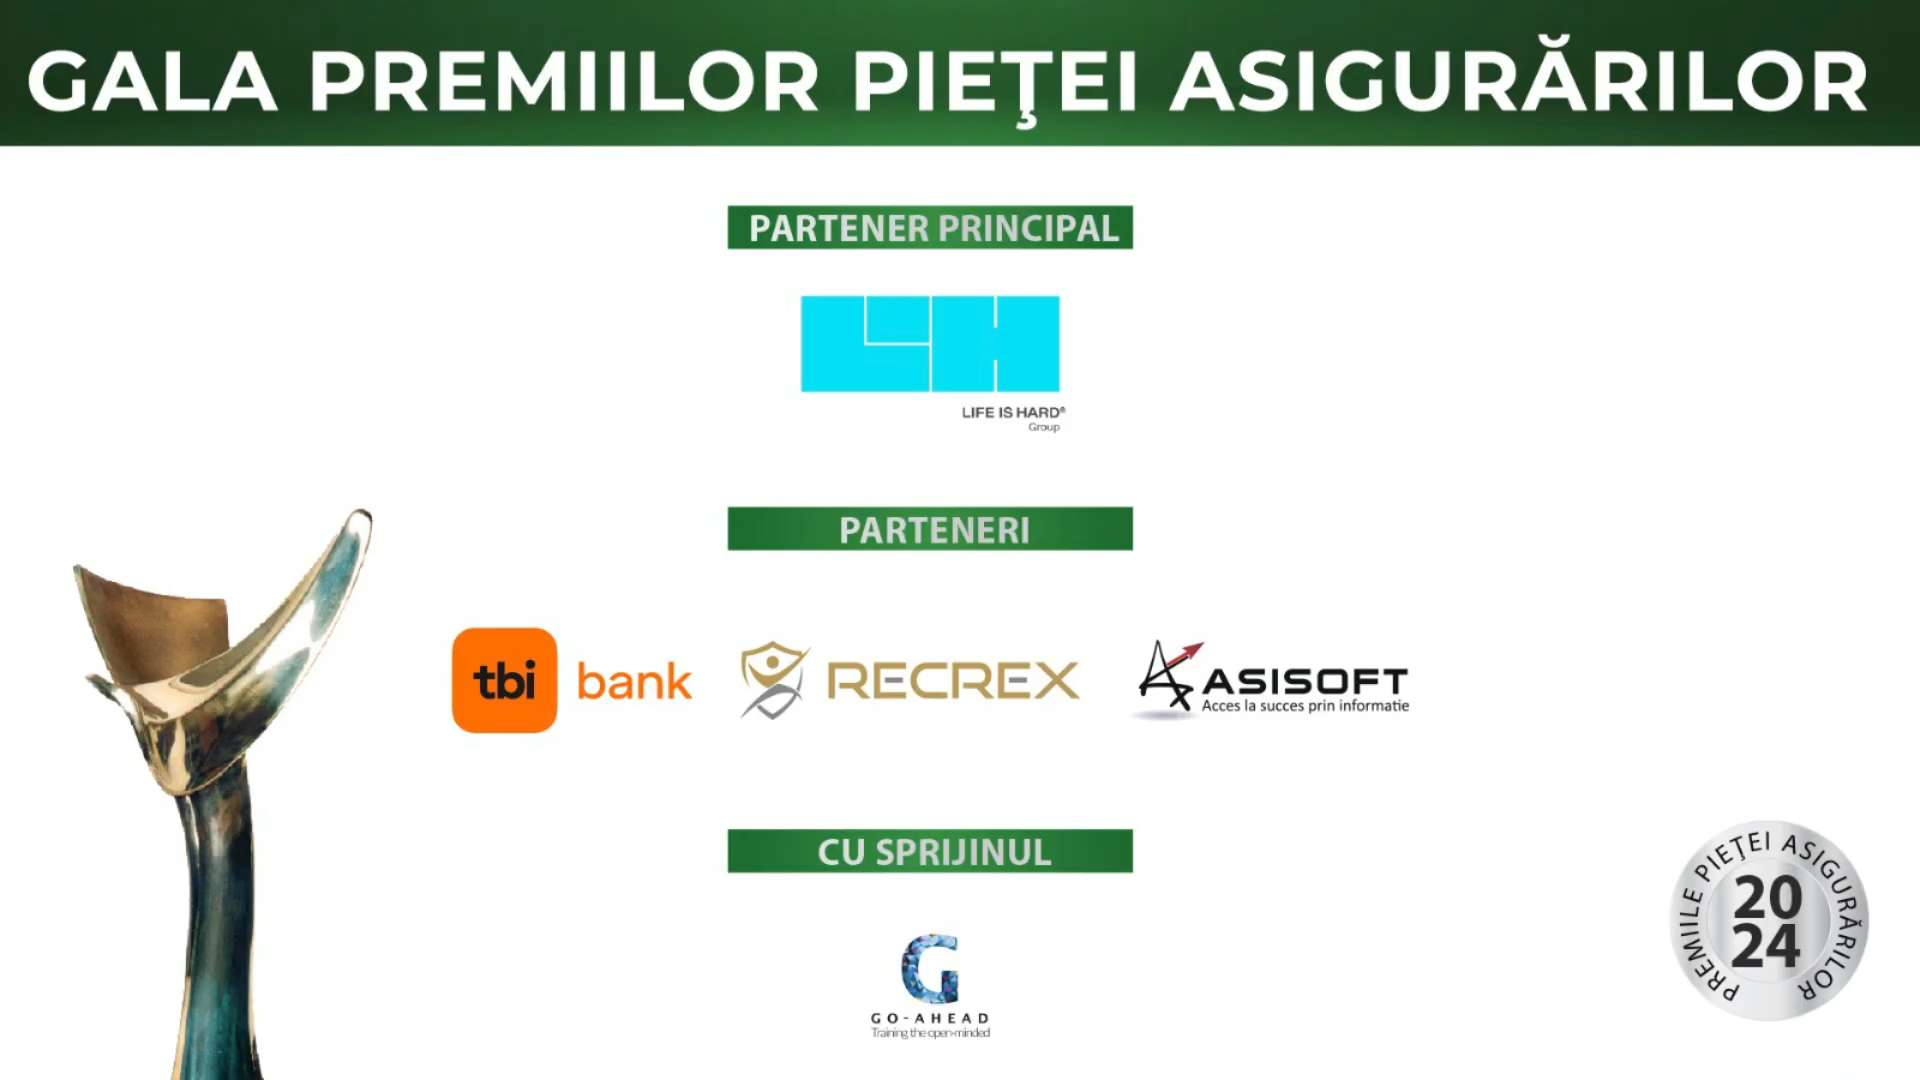 GALA PREMIILOR PIEŢEI ASIGURĂRILOR
PARTENER PRINCIPAL
LIFE IS HARD®
Group
PARTENERI
tbi bank
RECREX
ASISOFT
Acces la succes prin informatie
CU SPRIJINUL
G
GO-AHEAD
Training the open-minded
PREMIILE PIEŢEI ASIGURĂRILOR
20
24